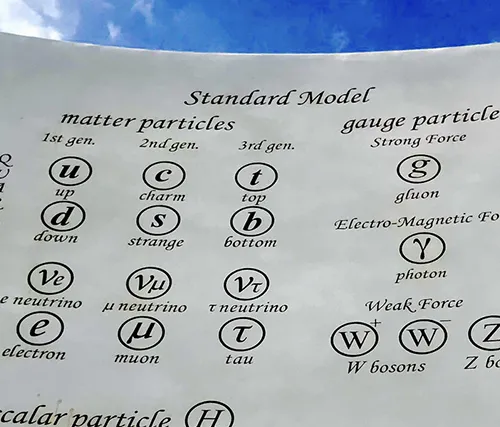 Standard Model
matter particles
1st gen. 2nd gen. 3rd gen.
u c t
up charm top
d s b
down strange bottom
νe νμ ντ
e neutrino μ neutrino τ neutrino
e μ τ
electron muon tau
gauge particle
Strong Force
g
gluon
Electro-Magnetic Fo
γ
photon
Weak Force
W+ W− Z
W bosons Z bo
calar particle H